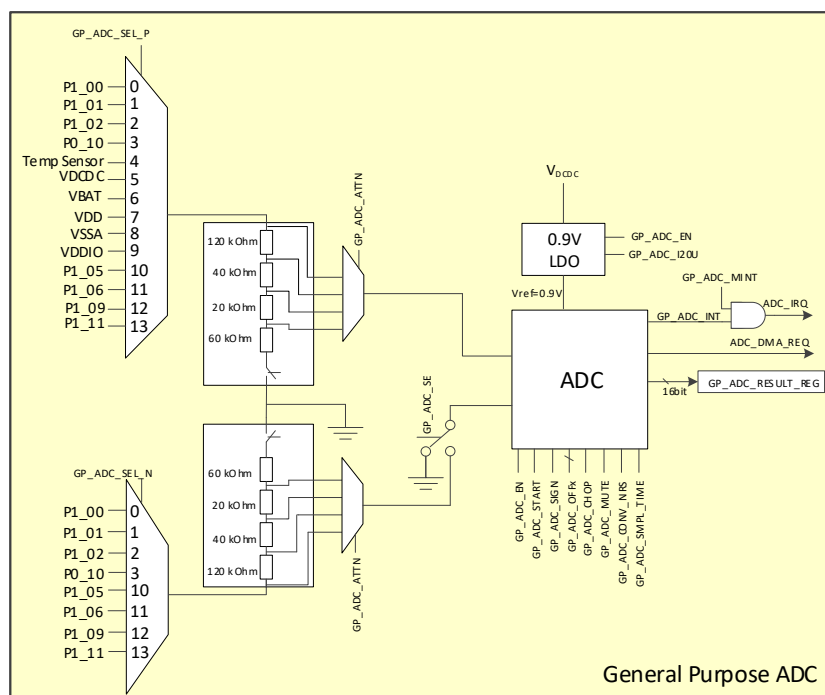 GP_ADC_SEL_P
P1_00 0
P1_01 1
P1_02 2
P0_10 3
Temp Sensor 4
VDCDC 5
VBAT 6
VDD 7
VSSA 8
VDDIO 9
P1_05 10
P1_06 11
P1_09 12
P1_11 13
120 kOhm
40 kOhm
20 kOhm
60 kOhm
GP_ADC_ATTN
VDCDC
0.9V
LDO
GP_ADC_EN
GP_ADC_I20U
Vref=0.9V
GP_ADC_MINT
GP_ADC_INT
ADC_IRQ
ADC_DMA_REQ
ADC
16bit
GP_ADC_RESULT_REG
GP_ADC_SE
GP_ADC_EN
GP_ADC_START
GP_ADC_SIGN
GP_ADC_OFPx
GP_ADC_CHOP
GP_ADC_MUTE
GP_ADC_CONV_NRS
GP_ADC_SMPL_TIME
60 kOhm
20 kOhm
40 kOhm
120 kOhm
GP_ADC_ATTN
GP_ADC_SEL_N
P1_00 0
P1_01 1
P1_02 2
P0_10 3
P1_05 10
P1_06 11
P1_09 12
P1_11 13
General Purpose ADC